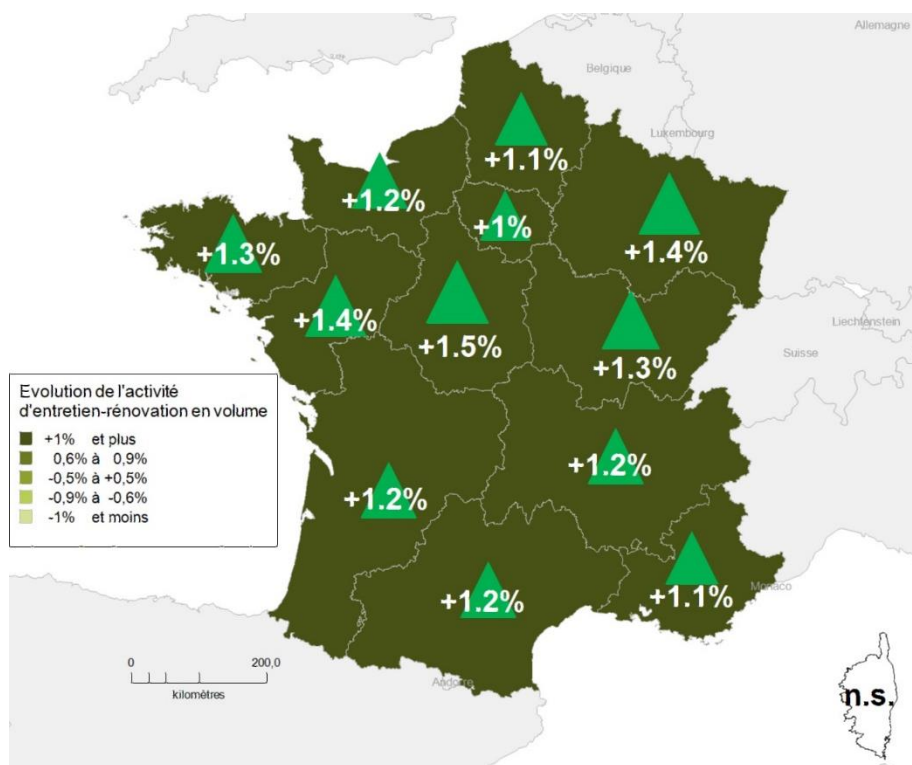 Allemagne
Belgique
Luxembourg
+1.1%
+1.2%
+1%
+1.3%
+1.4%
+1.4%
+1.5%
+1.3%
Liechtenstein
Suisse
Evolution de l'activité
d'entretien-rénovation en volume
+1% et plus
0,6% à 0,9%
-0,5% à +0,5%
-0,9% à -0,6%
-1% et moins
+1.2%
+1.2%
+1.2%
+1.1%
Monaco
Andorre
0 200,0
kilomètres
n.s.